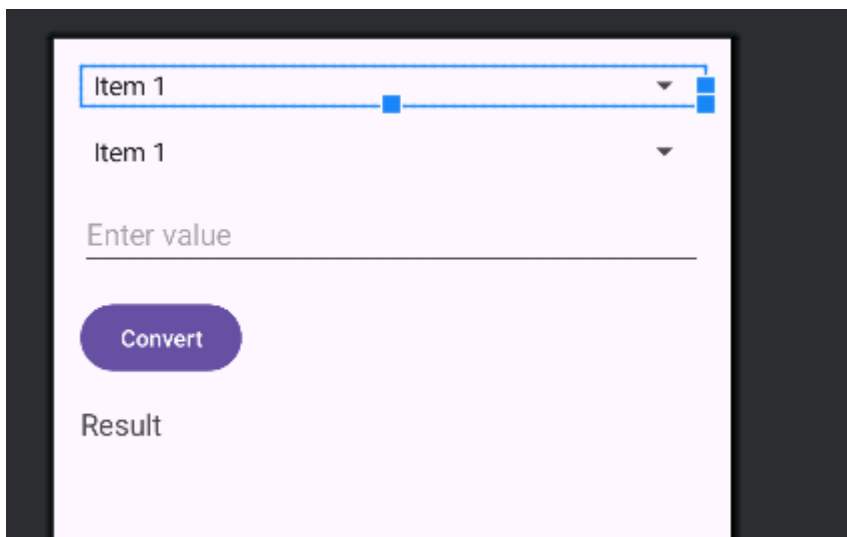 Item 1
Item 1
Enter value
Convert
Result